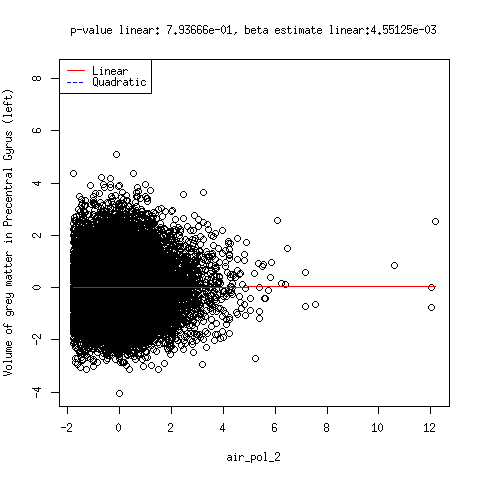 p-value linear: 7.93666e-01, beta estimate linear:4.55125e-03
Linear
Quadratic
Volume of grey matter in Precentral Gyrus (left)
8
6
4
2
0
-2
-4
-2 0 2 4 6 8 10 12
air_pol_2